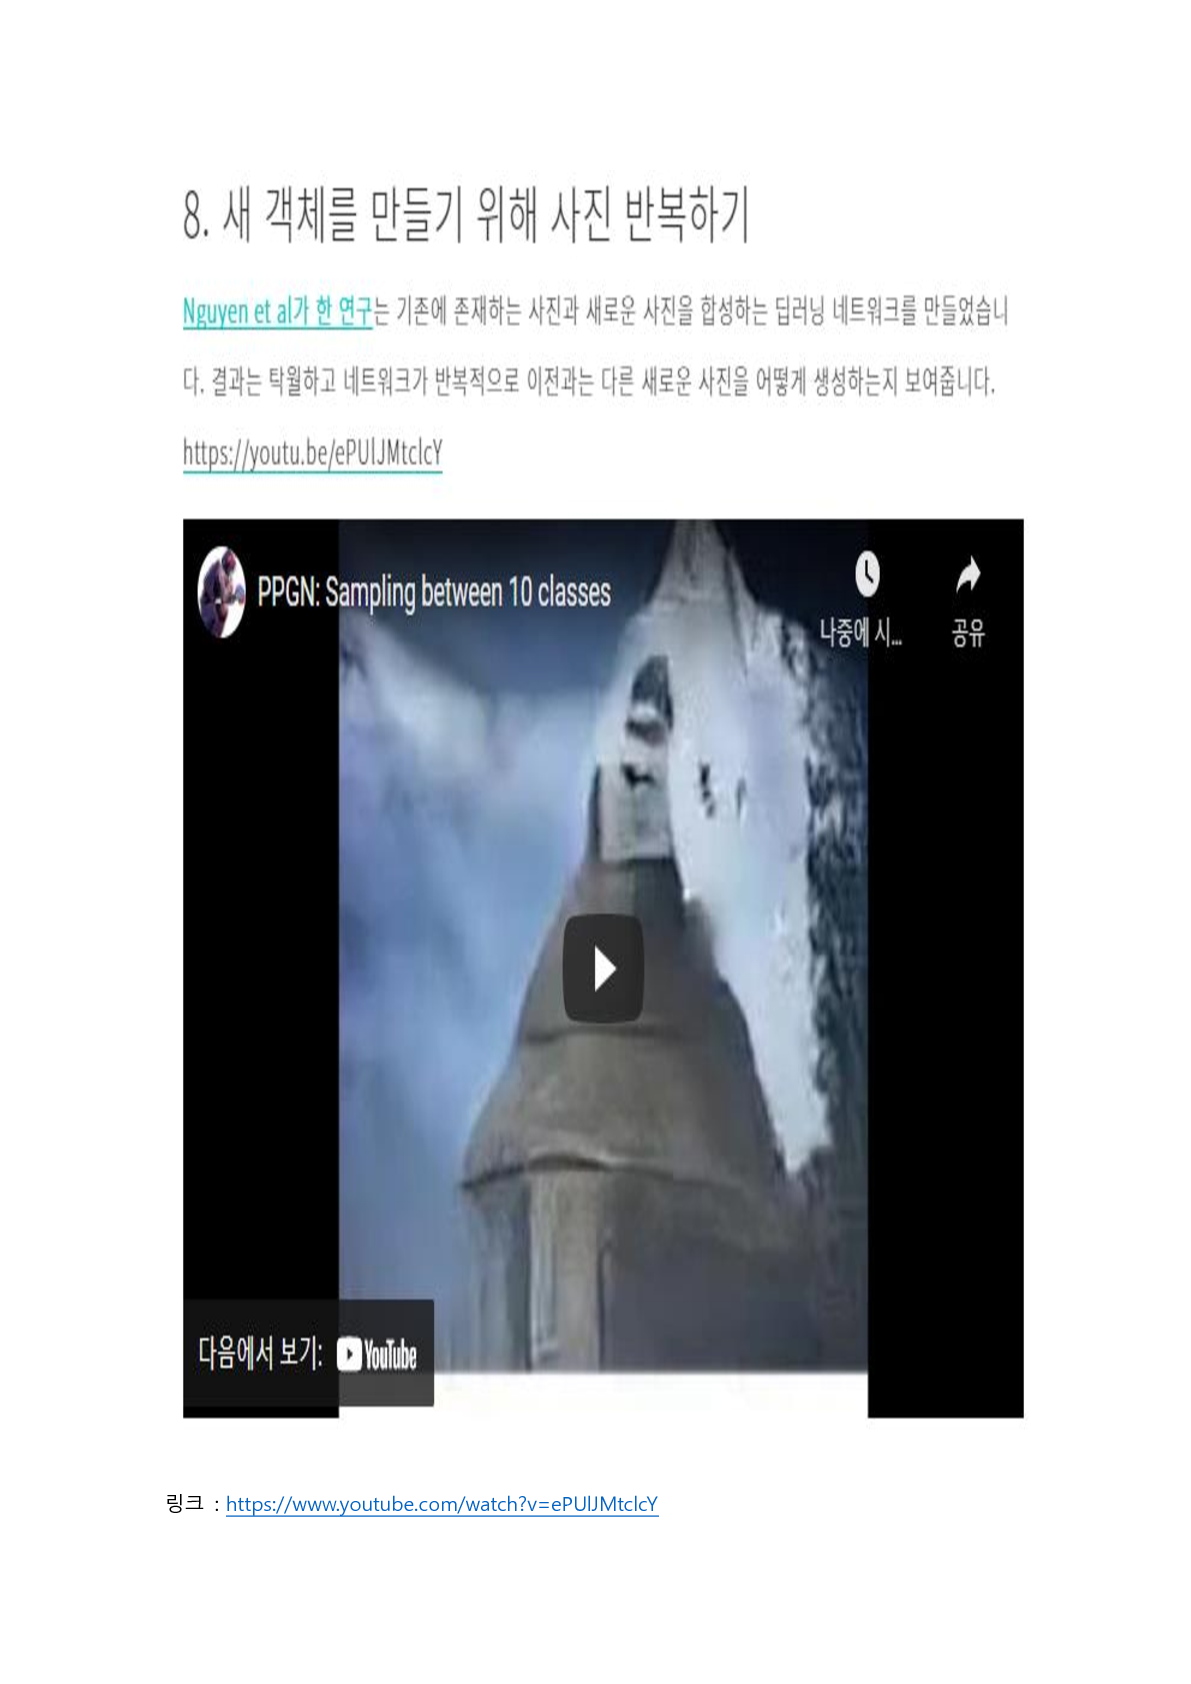 8. 새 객체를 만들기 위해 사진 반복하기
Nguyen et al가 한 연구는 기존에 존재하는 사진과 새로운 사진을 합성하는 딥러닝 네트워크를 만들었습니
다. 결과는 탁월하고 네트워크가 반복적으로 이전과는 다른 새로운 사진을 어떻게 생성하는지 보여줍니다.
https://youtu.be/ePUlJMtclcY
PPGN: Sampling between 10 classes
나중에 시...
공유
다음에서 보기: YouTube
링크 : https://www.youtube.com/watch?v=ePUlJMtclcY